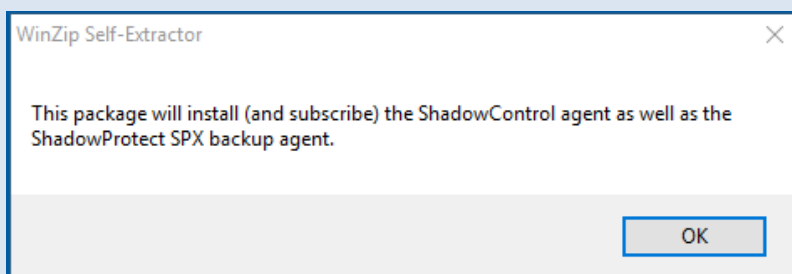 WinZip Self-Extractor
This package will install (and subscribe) the ShadowControl agent as well as the
ShadowProtect SPX backup agent.
OK